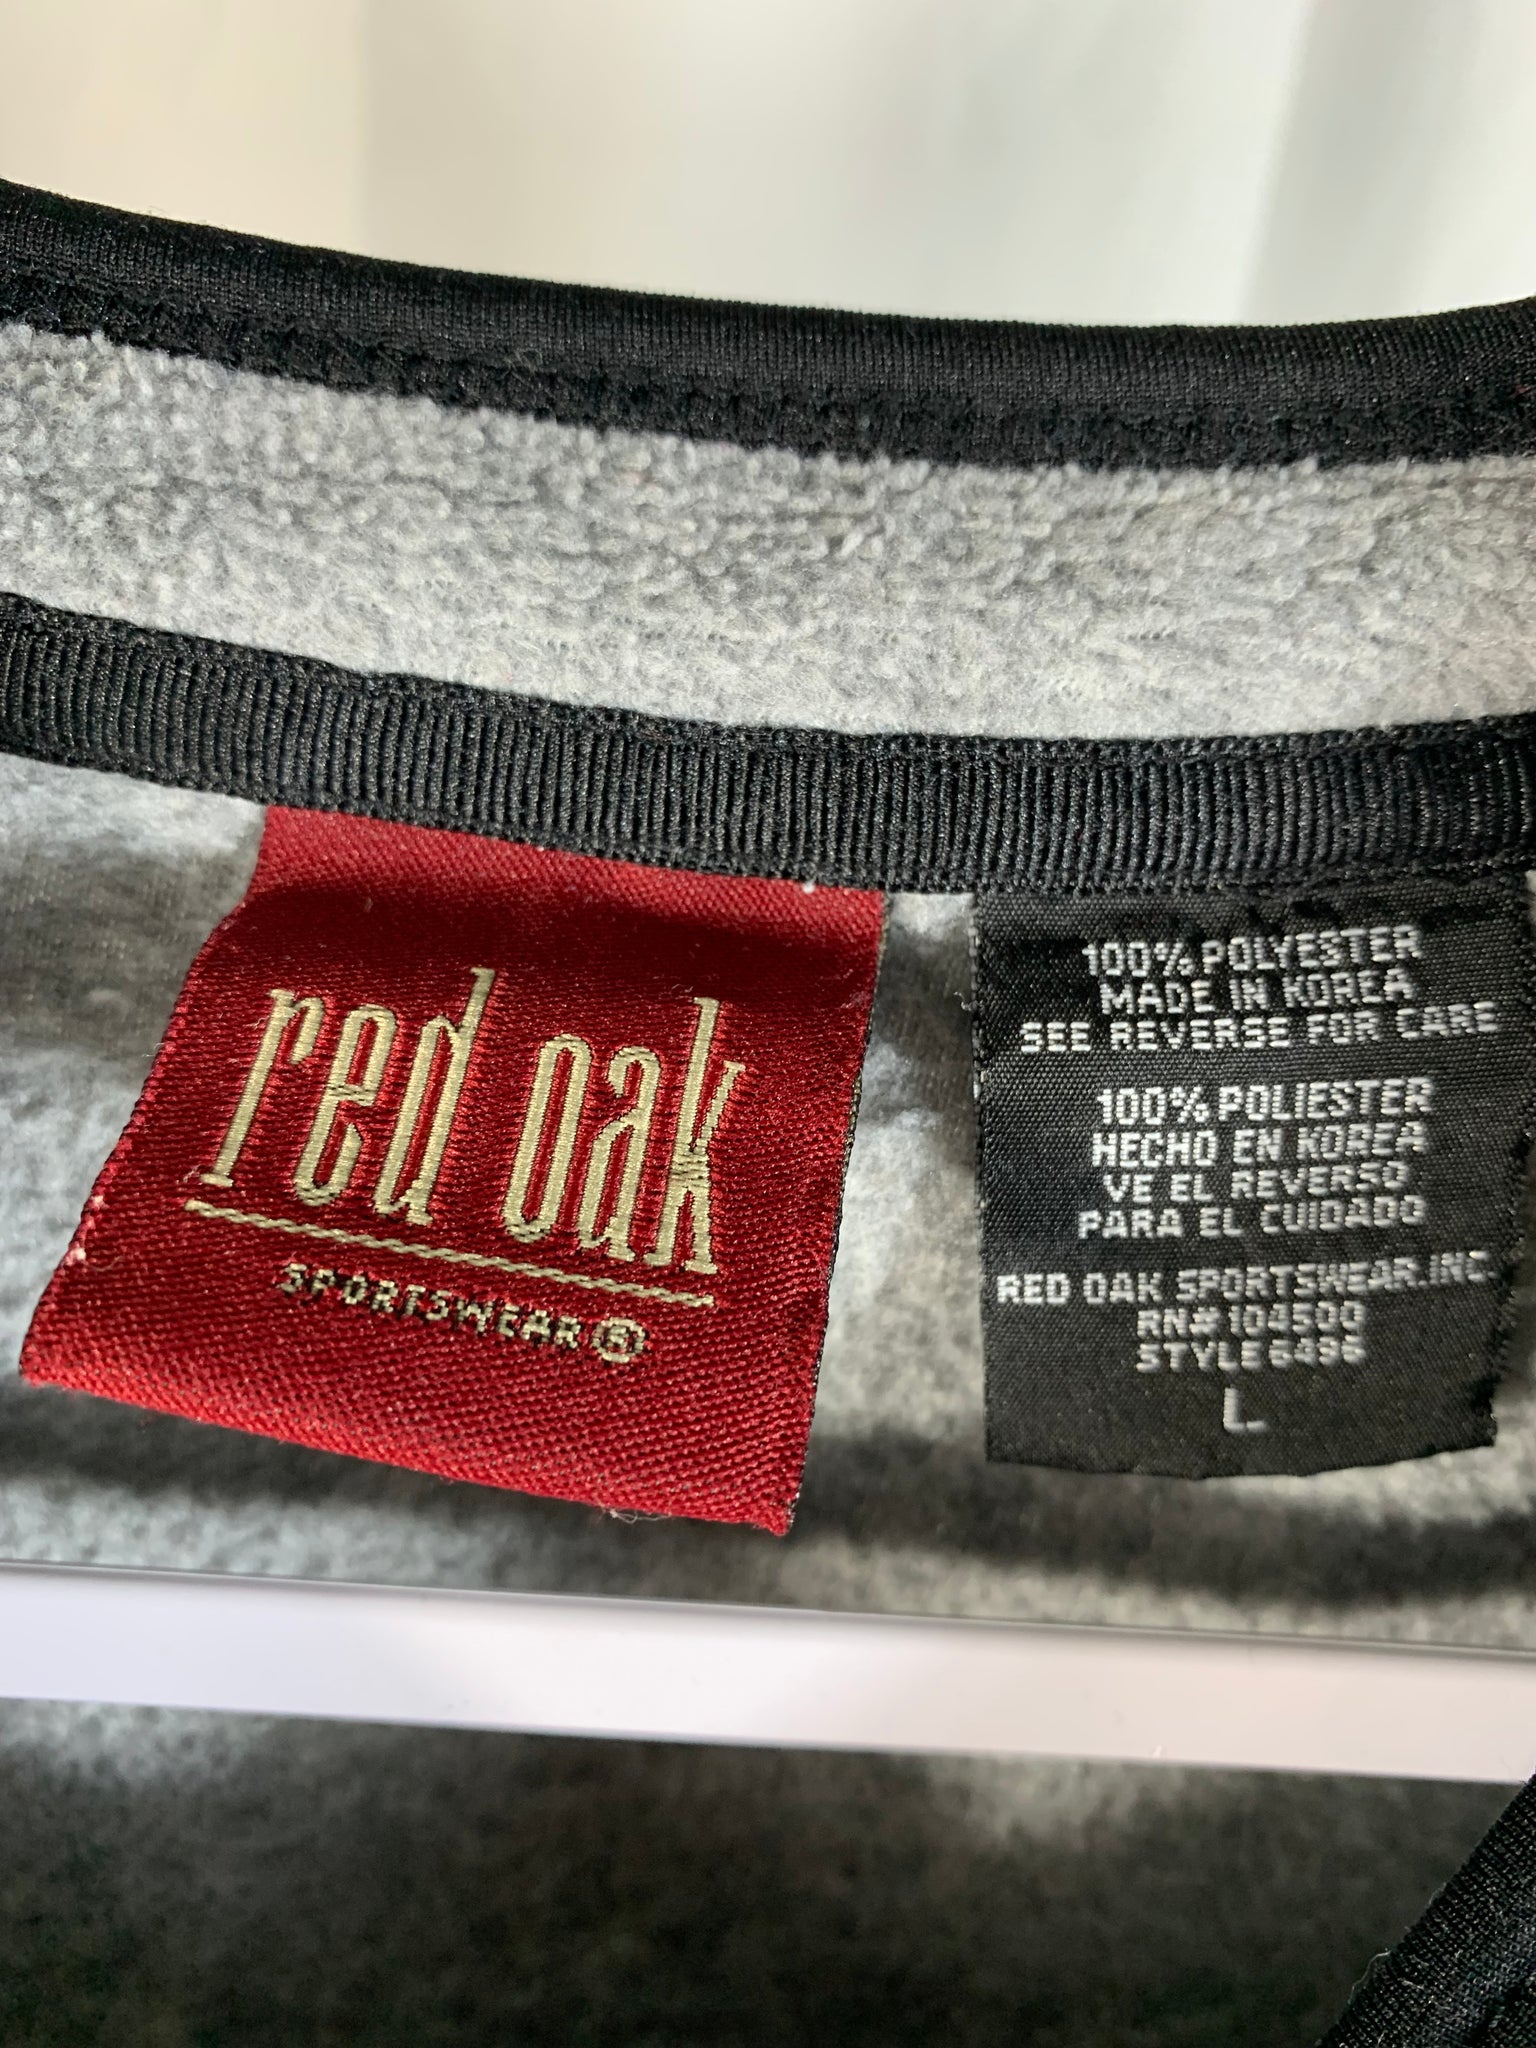 red oak
SPORTSWEAR®
100% POLYESTER
MADE IN KOREA
SEE REVERSE FOR CARE
100% POLIESTER
HECHO EN KOREA
VE EL REVERSO
PARA EL CUIDADO
RED OAK SPORTSWEAR.INC
RN# 104500
STYLE6496
L